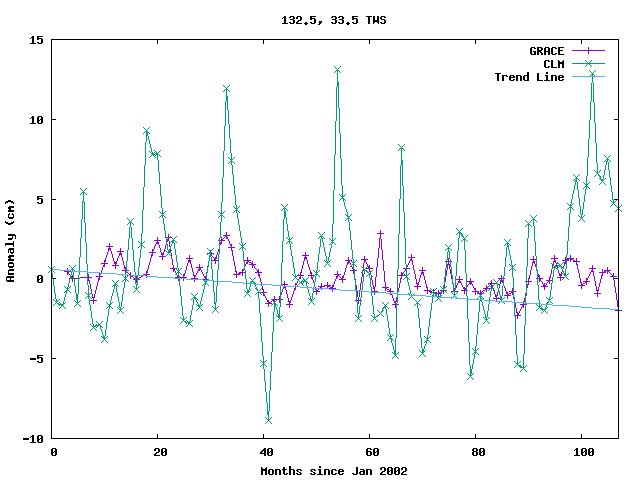 132.5, 33.5 TWS
GRACE
CLM
Trend Line
Anomaly (cm)
15
10
5
0
-5
-10
0 20 40 60 80 100
Months since Jan 2002